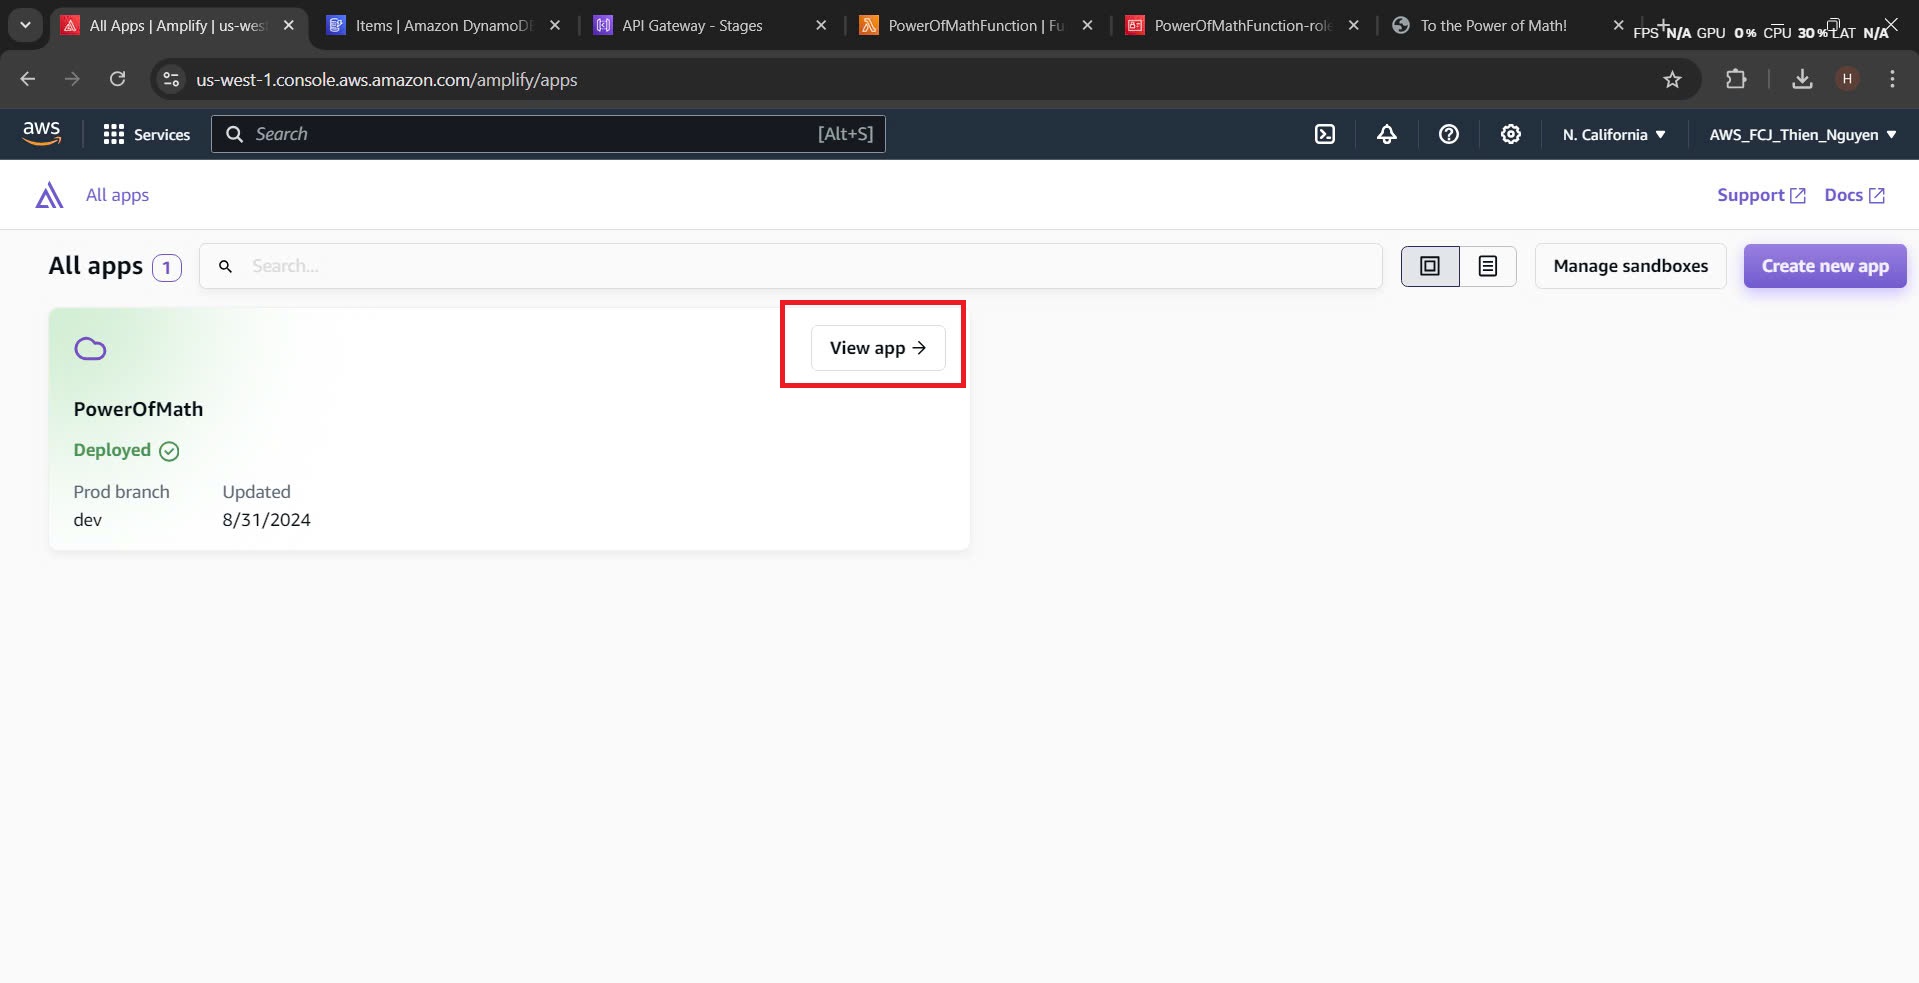 All Apps | Amplify | us-wes
Items | Amazon DynamoD
API Gateway - Stages
PowerOfMathFunction | Fu
PowerOfMathFunction-role
To the Power of Math!
FPS N/A GPU 0% CPU 30% LAT N/A
us-west-1.console.aws.amazon.com/amplify/apps
H
aws
Services
Search
[Alt+S]
N. California
AWS_FCJ_Thien_Nguyen
All apps
Support
Docs
All apps 1
Search...
Manage sandboxes
Create new app
View app →
PowerOfMath
Deployed
Prod branch
Updated
dev
8/31/2024